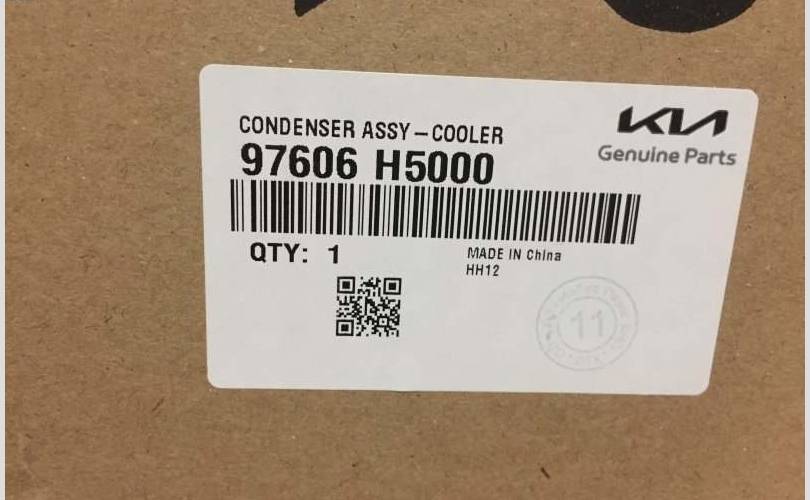 KIA
Genuine Parts
CONDENSER ASSY-COOLER
97606 H5000
QTY: 1
MADE IN China
HH12
11